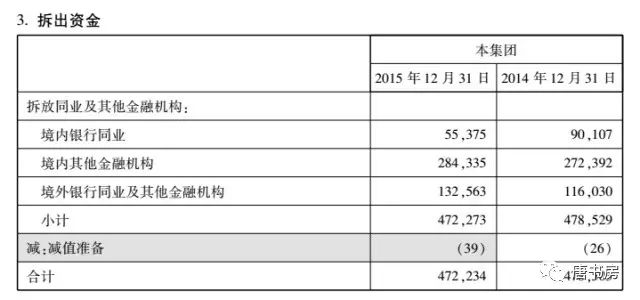 3. 拆出资金
本集团
2015 年 12 月 31 日 2014 年 12 月 31 日
拆放同业及其他金融机构：
境内银行同业 55,375 90,107
境内其他金融机构 284,335 272,392
境外银行同业及其他金融机构 132,563 116,030
小计 472,273 478,529
减：减值准备 (39) (26)
合计 472,234
唐书房